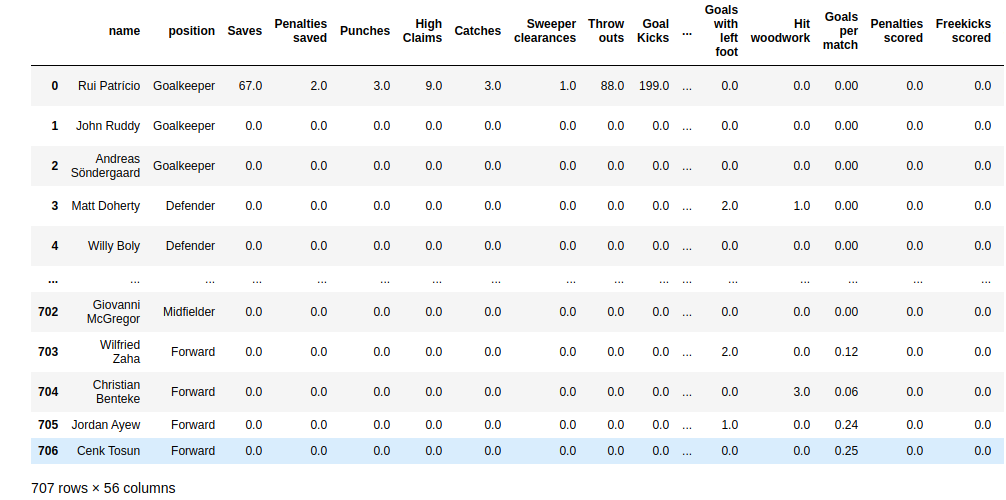 name position Saves Penalties saved Punches High Claims Catches Sweeper clearances Throw outs Goal Kicks ... Goals with left foot Hit woodwork Goals per match Penalties scored Freekicks scored
0 Rui Patrício Goalkeeper 67.0 2.0 3.0 9.0 3.0 1.0 88.0 199.0 ... 0.0 0.0 0.00 0.0 0.0
1 John Ruddy Goalkeeper 0.0 0.0 0.0 0.0 0.0 0.0 0.0 0.0 ... 0.0 0.0 0.00 0.0 0.0
2 Andreas Söndergaard Goalkeeper 0.0 0.0 0.0 0.0 0.0 0.0 0.0 0.0 ... 0.0 0.0 0.00 0.0 0.0
3 Matt Doherty Defender 0.0 0.0 0.0 0.0 0.0 0.0 0.0 0.0 ... 2.0 1.0 0.00 0.0 0.0
4 Willy Boly Defender 0.0 0.0 0.0 0.0 0.0 0.0 0.0 0.0 ... 0.0 0.0 0.00 0.0 0.0
... ... ... ... ... ... ... ... ... ... ... ... ... ... ... ... ...
702 Giovanni McGregor Midfielder 0.0 0.0 0.0 0.0 0.0 0.0 0.0 0.0 ... 0.0 0.0 0.00 0.0 0.0
703 Wilfried Zaha Forward 0.0 0.0 0.0 0.0 0.0 0.0 0.0 0.0 ... 2.0 0.0 0.12 0.0 0.0
704 Christian Benteke Forward 0.0 0.0 0.0 0.0 0.0 0.0 0.0 0.0 ... 0.0 3.0 0.06 0.0 0.0
705 Jordan Ayew Forward 0.0 0.0 0.0 0.0 0.0 0.0 0.0 0.0 ... 1.0 0.0 0.24 0.0 0.0
706 Cenk Tosun Forward 0.0 0.0 0.0 0.0 0.0 0.0 0.0 0.0 ... 0.0 0.0 0.25 0.0 0.0
707 rows × 56 columns